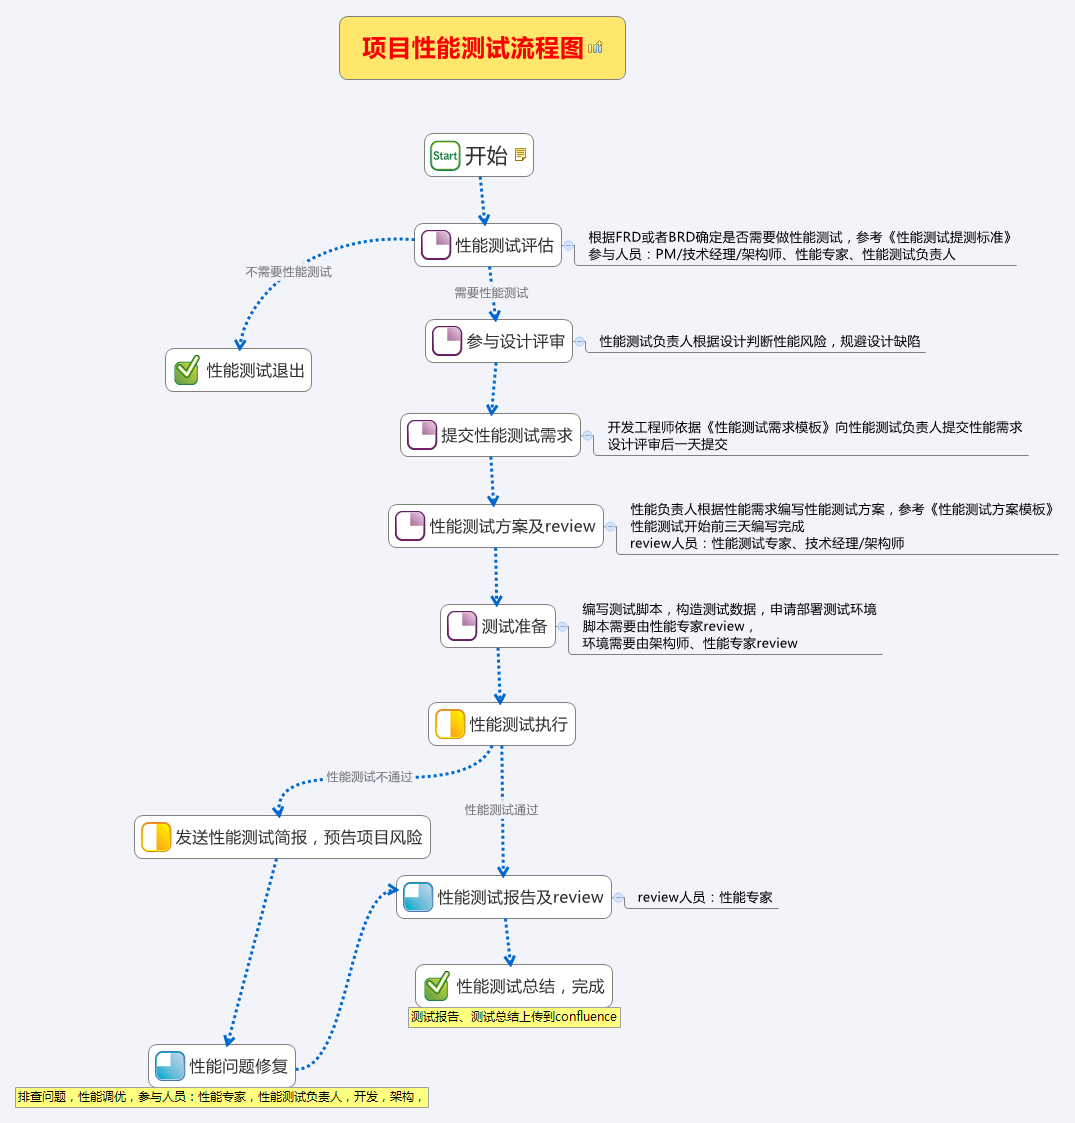 项目性能测试流程图
Start 开始
性能测试评估
根据FRD或者BRD确定是否需要做性能测试，参考《性能测试提测标准》
参与人员：PM/技术经理/架构师、性能专家、性能测试负责人
不需要性能测试
需要性能测试
参与设计评审
性能测试负责人根据设计判断性能风险，规避设计缺陷
性能测试退出
提交性能测试需求
开发工程师依据《性能测试需求模板》向性能测试负责人提交性能需求
设计评审后一天提交
性能测试方案及review
性能负责人根据性能需求编写性能测试方案，参考《性能测试方案模板》
性能测试开始前三天编写完成
review人员：性能测试专家、技术经理/架构师
测试准备
编写测试脚本，构造测试数据，申请部署测试环境
脚本需要由性能专家review，
环境需要由架构师、性能专家review
性能测试执行
性能测试不通过
性能测试通过
发送性能测试简报，预告项目风险
性能测试报告及review
review人员：性能专家
性能测试总结，完成
测试报告、测试总结上传到confluence
性能问题修复
排查问题，性能调优，参与人员：性能专家，性能测试负责人，开发，架构，